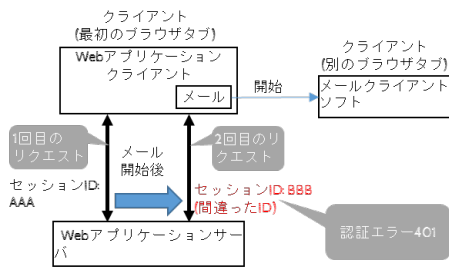 クライアント
(最初のブラウザタブ)
Webアプリケーション
クライアント
メール
開始
クライアント
(別のブラウザタブ)
メールクライアント
ソフト
1回目の
リクエスト
メール
開始後
2回目のリ
クエスト
セッションID:
AAA
セッションID: BBB
(間違ったID)
Webアプリケーションサー
バ
認証エラー401